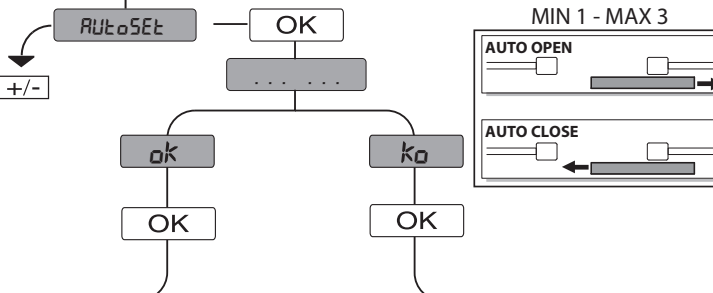 AUtoSEt
OK
MIN 1 - MAX 3
+/-
... ...
AUTO OPEN
AUTO CLOSE
ok
ko
OK
OK